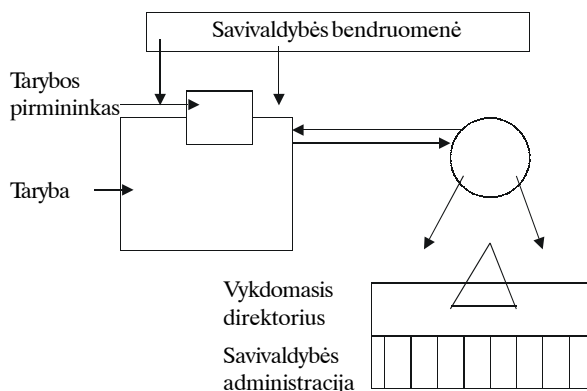 Savivaldybės bendruomenė
Tarybos
pirmininkas
Taryba
Vykdomasis
direktorius
Savivaldybės
administracija